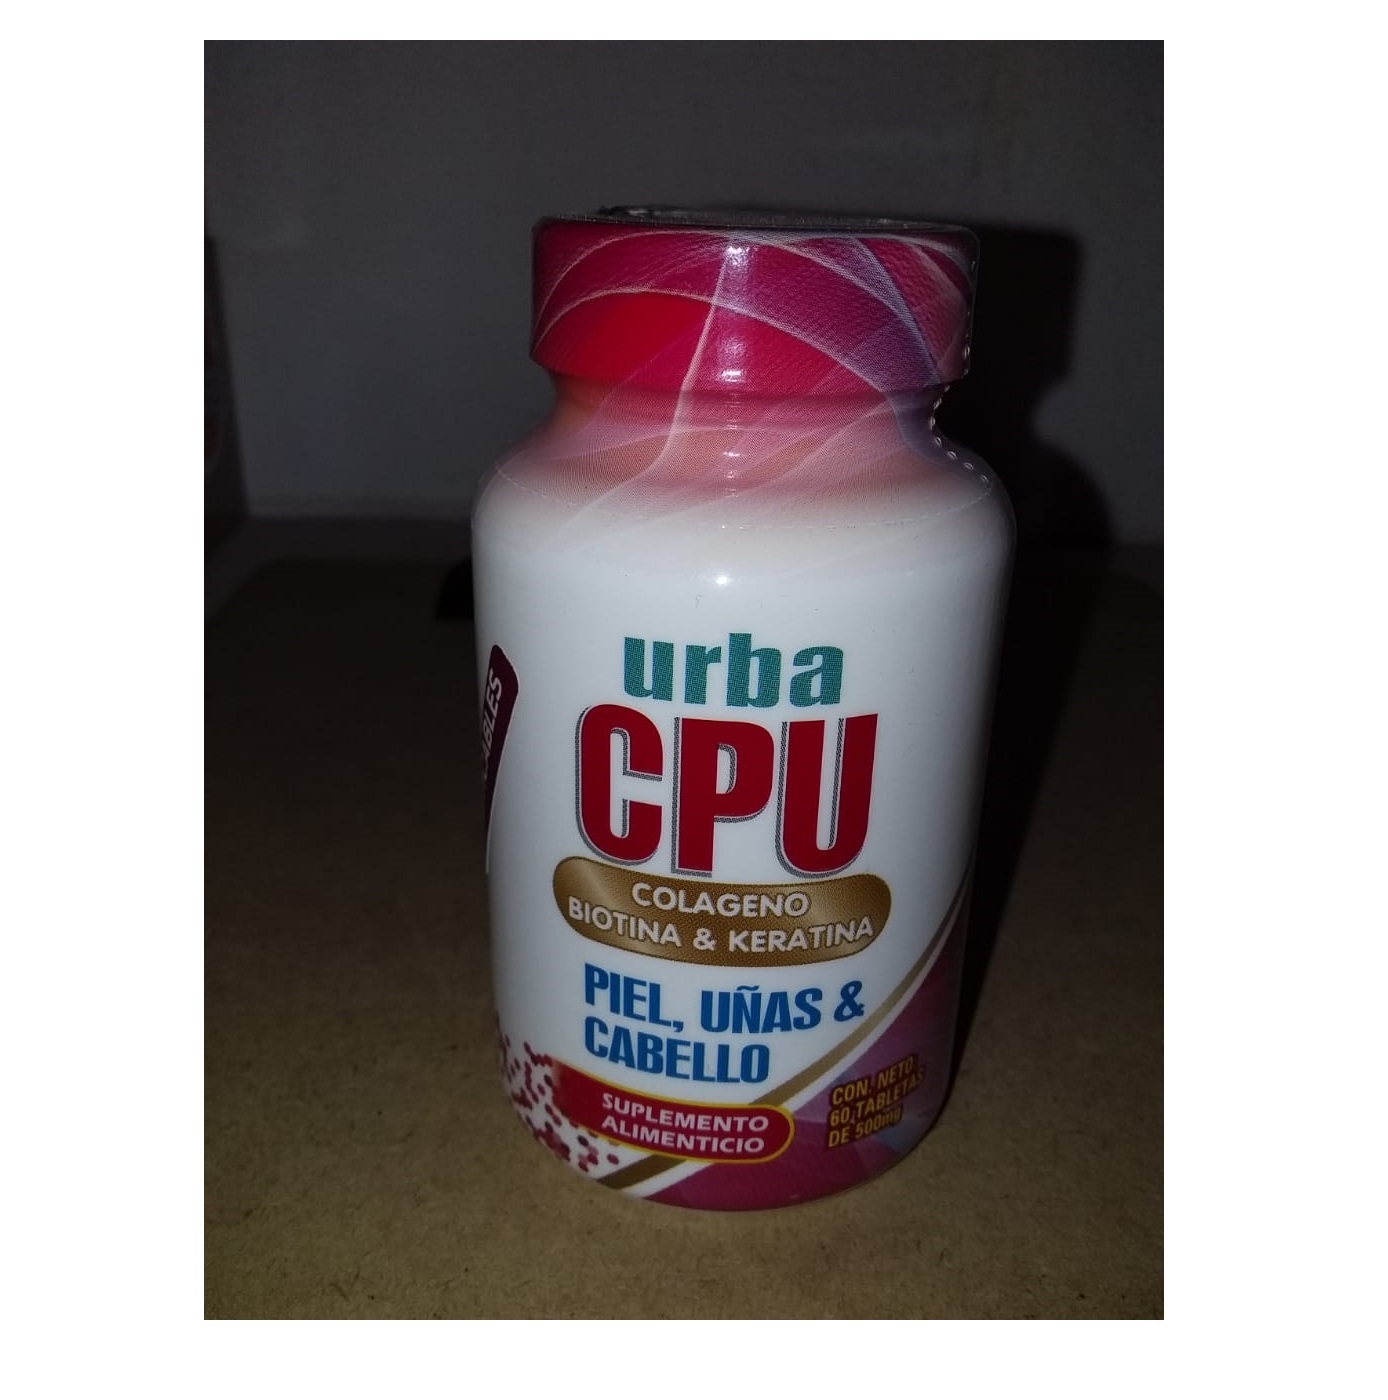 urba
CPU
COLAGENO
BIOTINA & KERATINA
PIEL, UÑAS &
CABELLO
SUPLEMENTO
ALIMENTICIO
CON. NETO:
60 TABLETAS
DE 500mg